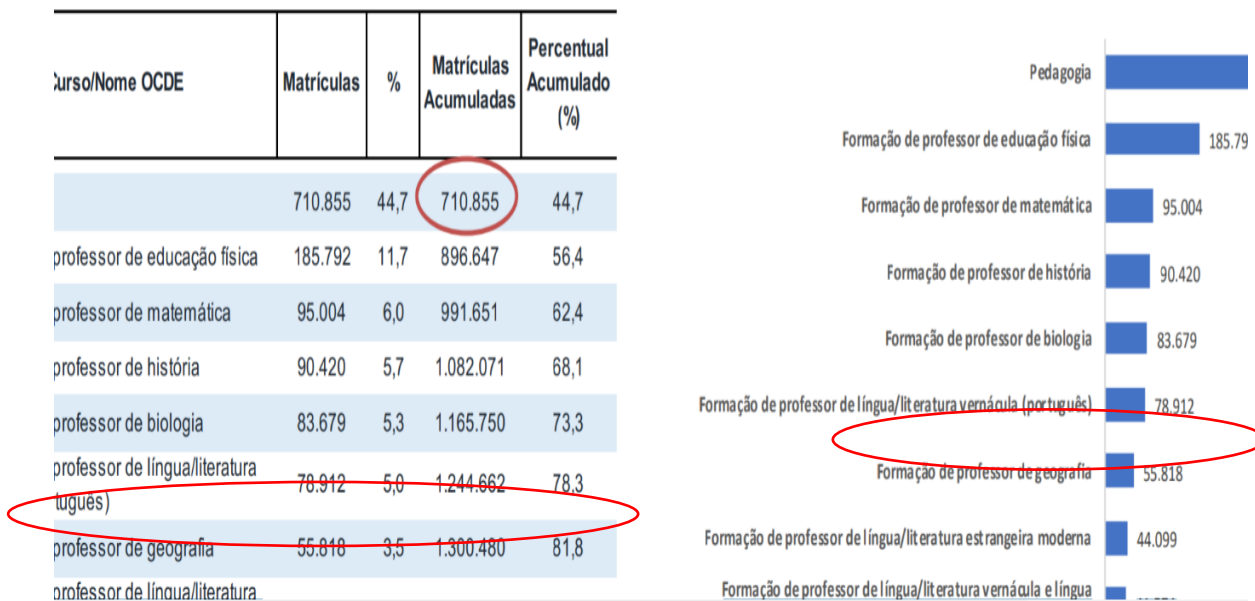 Curso/Nome OCDE Matrículas % Matrículas Acumuladas Percentual Acumulado (%)
710.855 44,7 710.855 44,7
professor de educação física 185.792 11,7 896.647 56,4
professor de matemática 95.004 6,0 991.651 62,4
professor de história 90.420 5,7 1.082.071 68,1
professor de biologia 83.679 5,3 1.165.750 73,3
professor de língua/literatura
tuguês) 78.912 5,0 1.244.662 78,3
professor de geografia 55.818 3,5 1.300.480 81,8
professor de língua/literatura
Pedagogia
Formação de professor de educação física 185.79
Formação de professor de matemática 95.004
Formação de professor de história 90.420
Formação de professor de biologia 83.679
Formação de professor de língua/literatura vernácula (português) 78.912
Formação de professor de geografia 55.818
Formação de professor de língua/literatura estrangeira moderna 44.099
Formação de professor de língua/literatura vernácula e língua